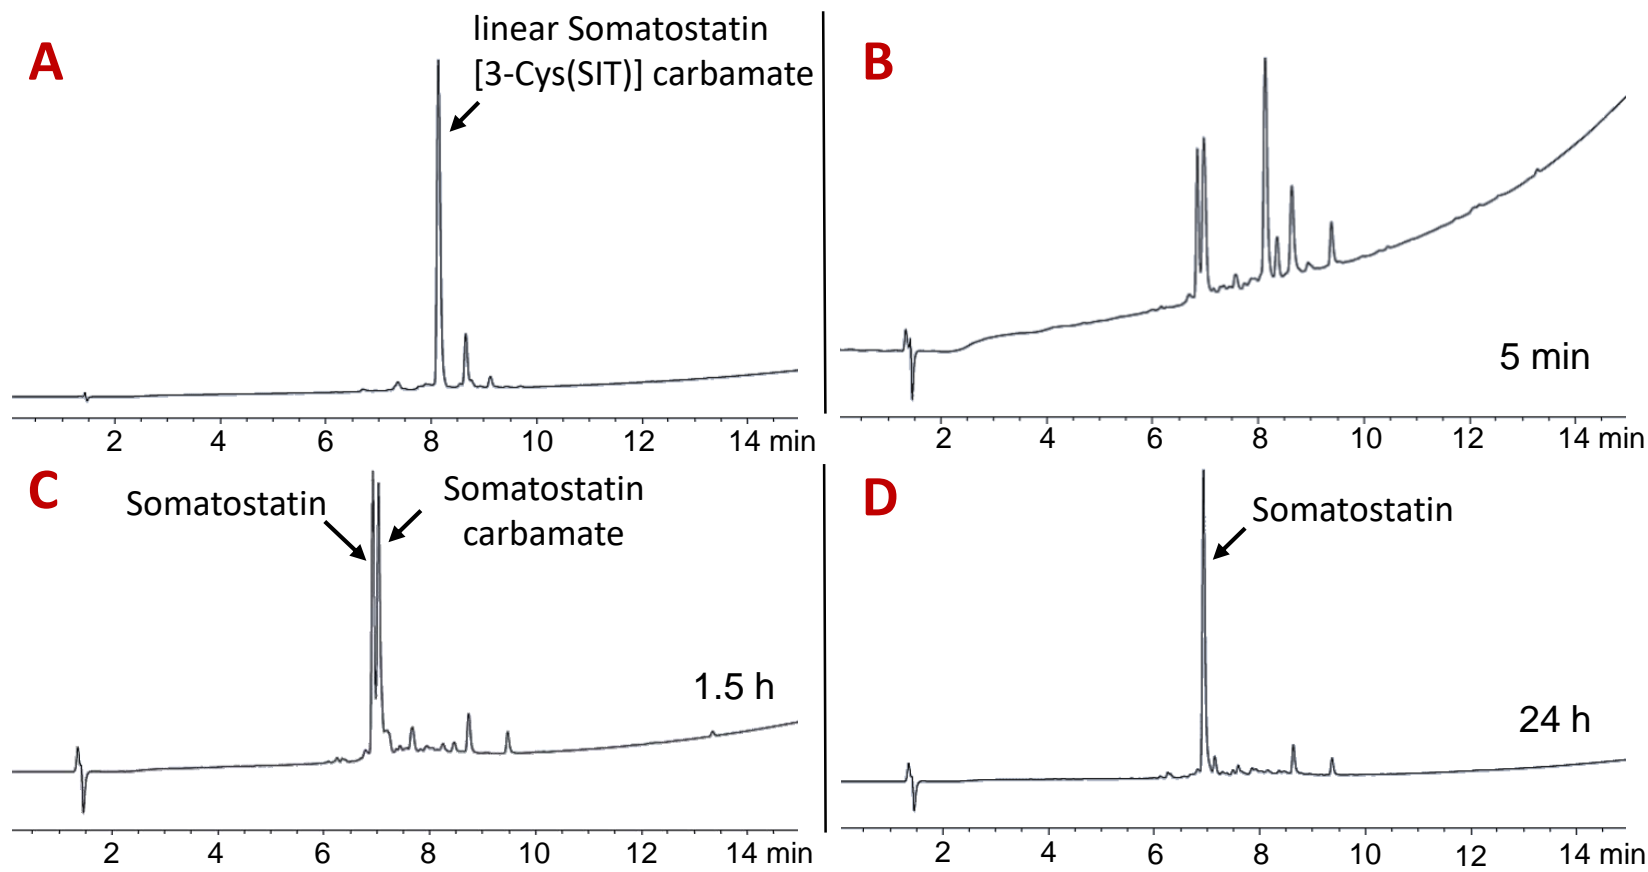 A
linear Somatostatin
[3-Cys(SIT)] carbamate
2 4 6 8 10 12 14 min
B
5 min
2 4 6 8 10 12 14 min
C
Somatostatin
Somatostatin
carbamate
1.5 h
2 4 6 8 10 12 14 min
D
Somatostatin
24 h
2 4 6 8 10 12 14 min